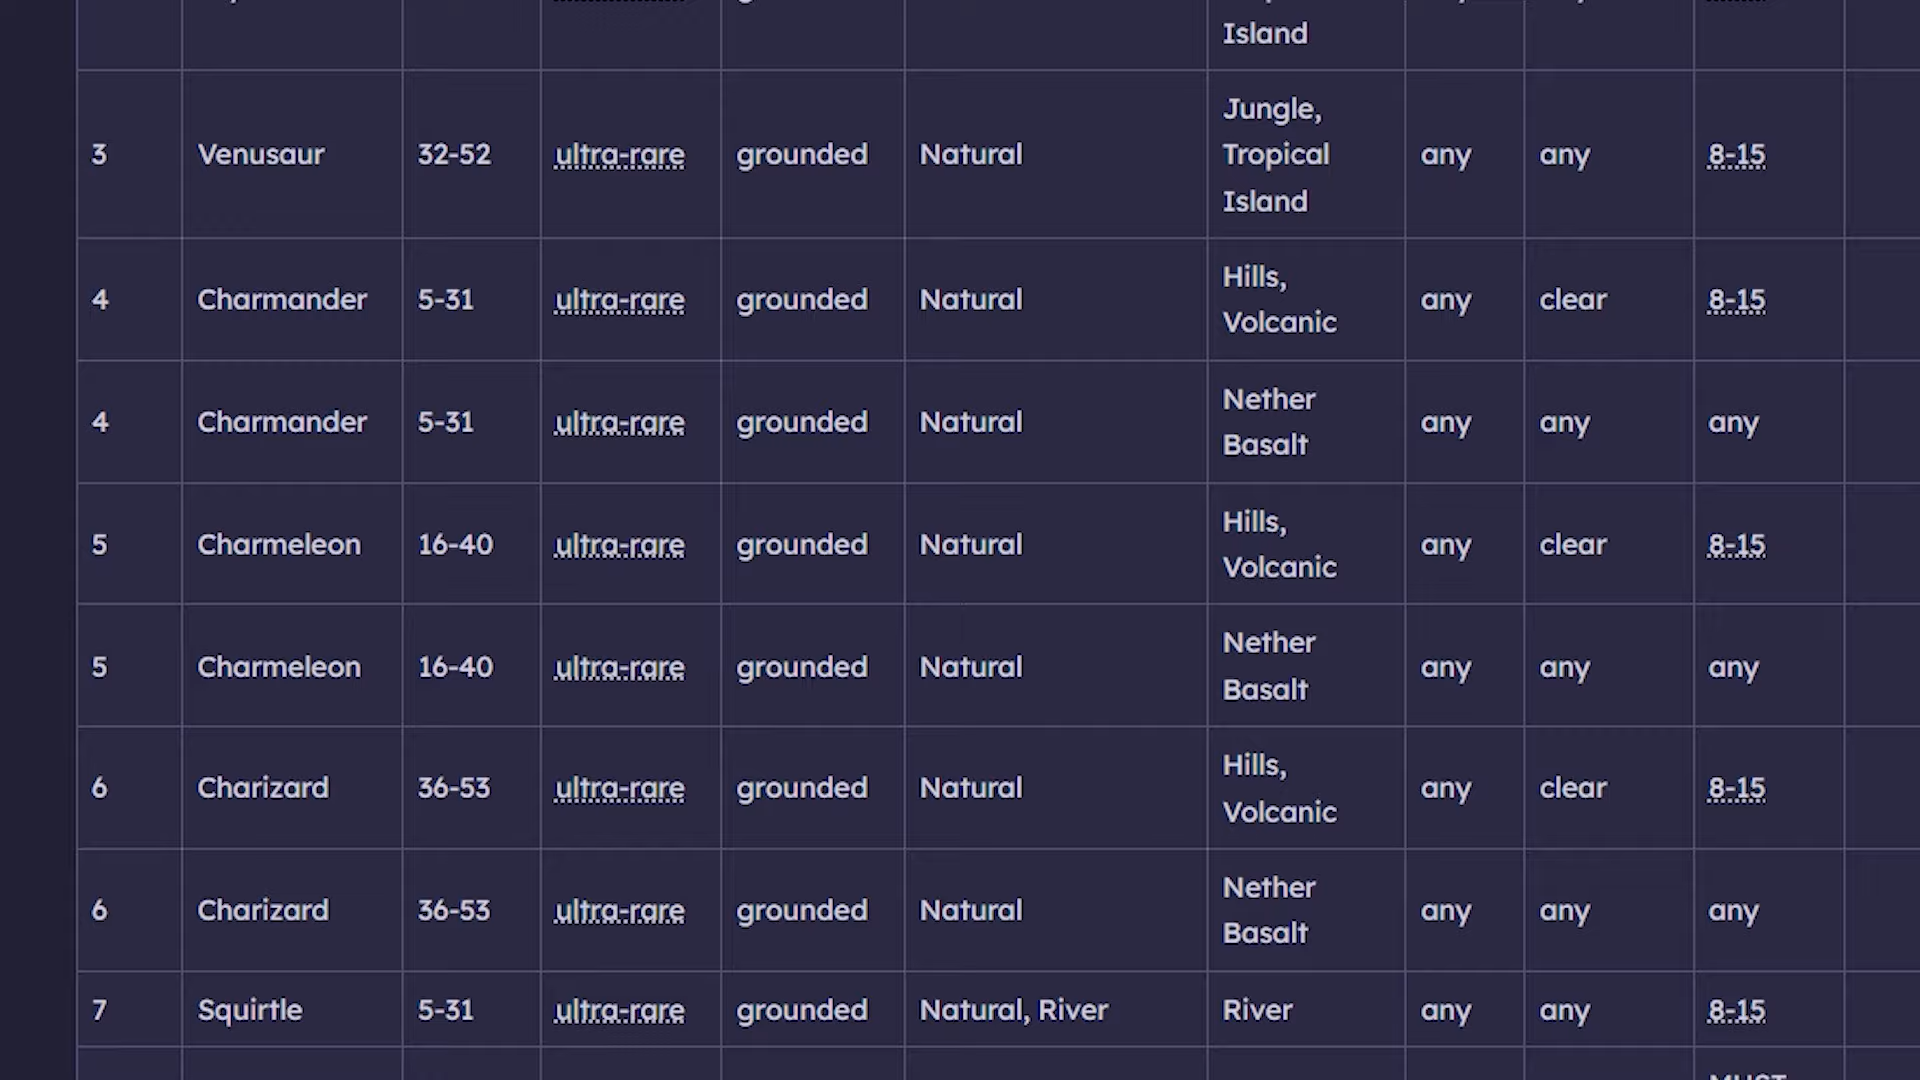 Island
3 Venusaur 32-52 ultra-rare grounded Natural Jungle, Tropical Island any any 8-15
4 Charmander 5-31 ultra-rare grounded Natural Hills, Volcanic any clear 8-15
4 Charmander 5-31 ultra-rare grounded Natural Nether Basalt any any any
5 Charmeleon 16-40 ultra-rare grounded Natural Hills, Volcanic any clear 8-15
5 Charmeleon 16-40 ultra-rare grounded Natural Nether Basalt any any any
6 Charizard 36-53 ultra-rare grounded Natural Hills, Volcanic any clear 8-15
6 Charizard 36-53 ultra-rare grounded Natural Nether Basalt any any any
7 Squirtle 5-31 ultra-rare grounded Natural, River River any any 8-15